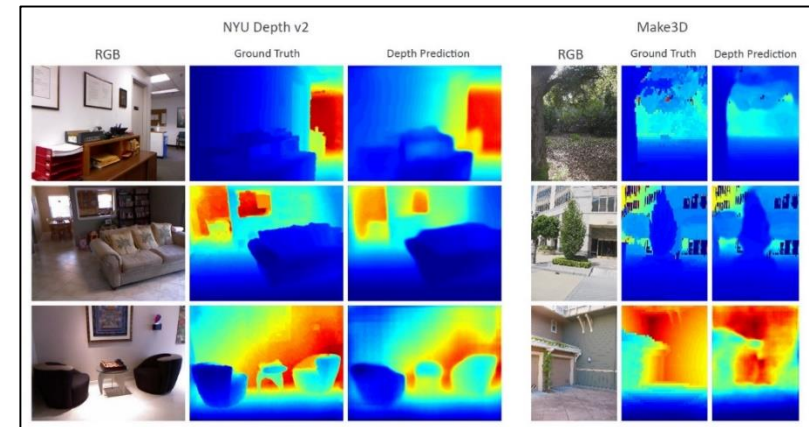 NYU Depth v2
Make3D
RGB
Ground Truth
Depth Prediction
RGB
Ground Truth
Depth Prediction